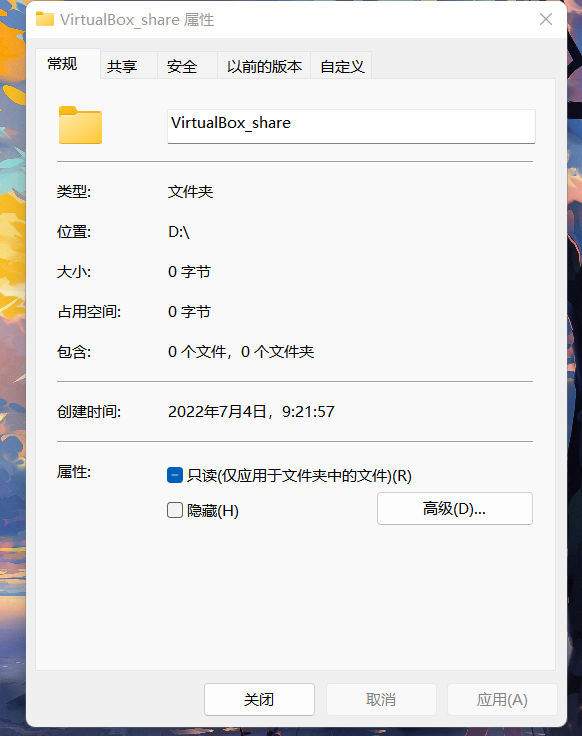 VirtualBox_share 属性
常规 共享 安全 以前的版本 自定义
VirtualBox_share
类型: 文件夹
位置: D:\
大小: 0 字节
占用空间: 0 字节
包含: 0 个文件，0 个文件夹
创建时间: 2022年7月4日，9:21:57
属性: 只读(仅应用于文件夹中的文件)(R)
隐藏(H) 高级(D)...
关闭 取消 应用(A)